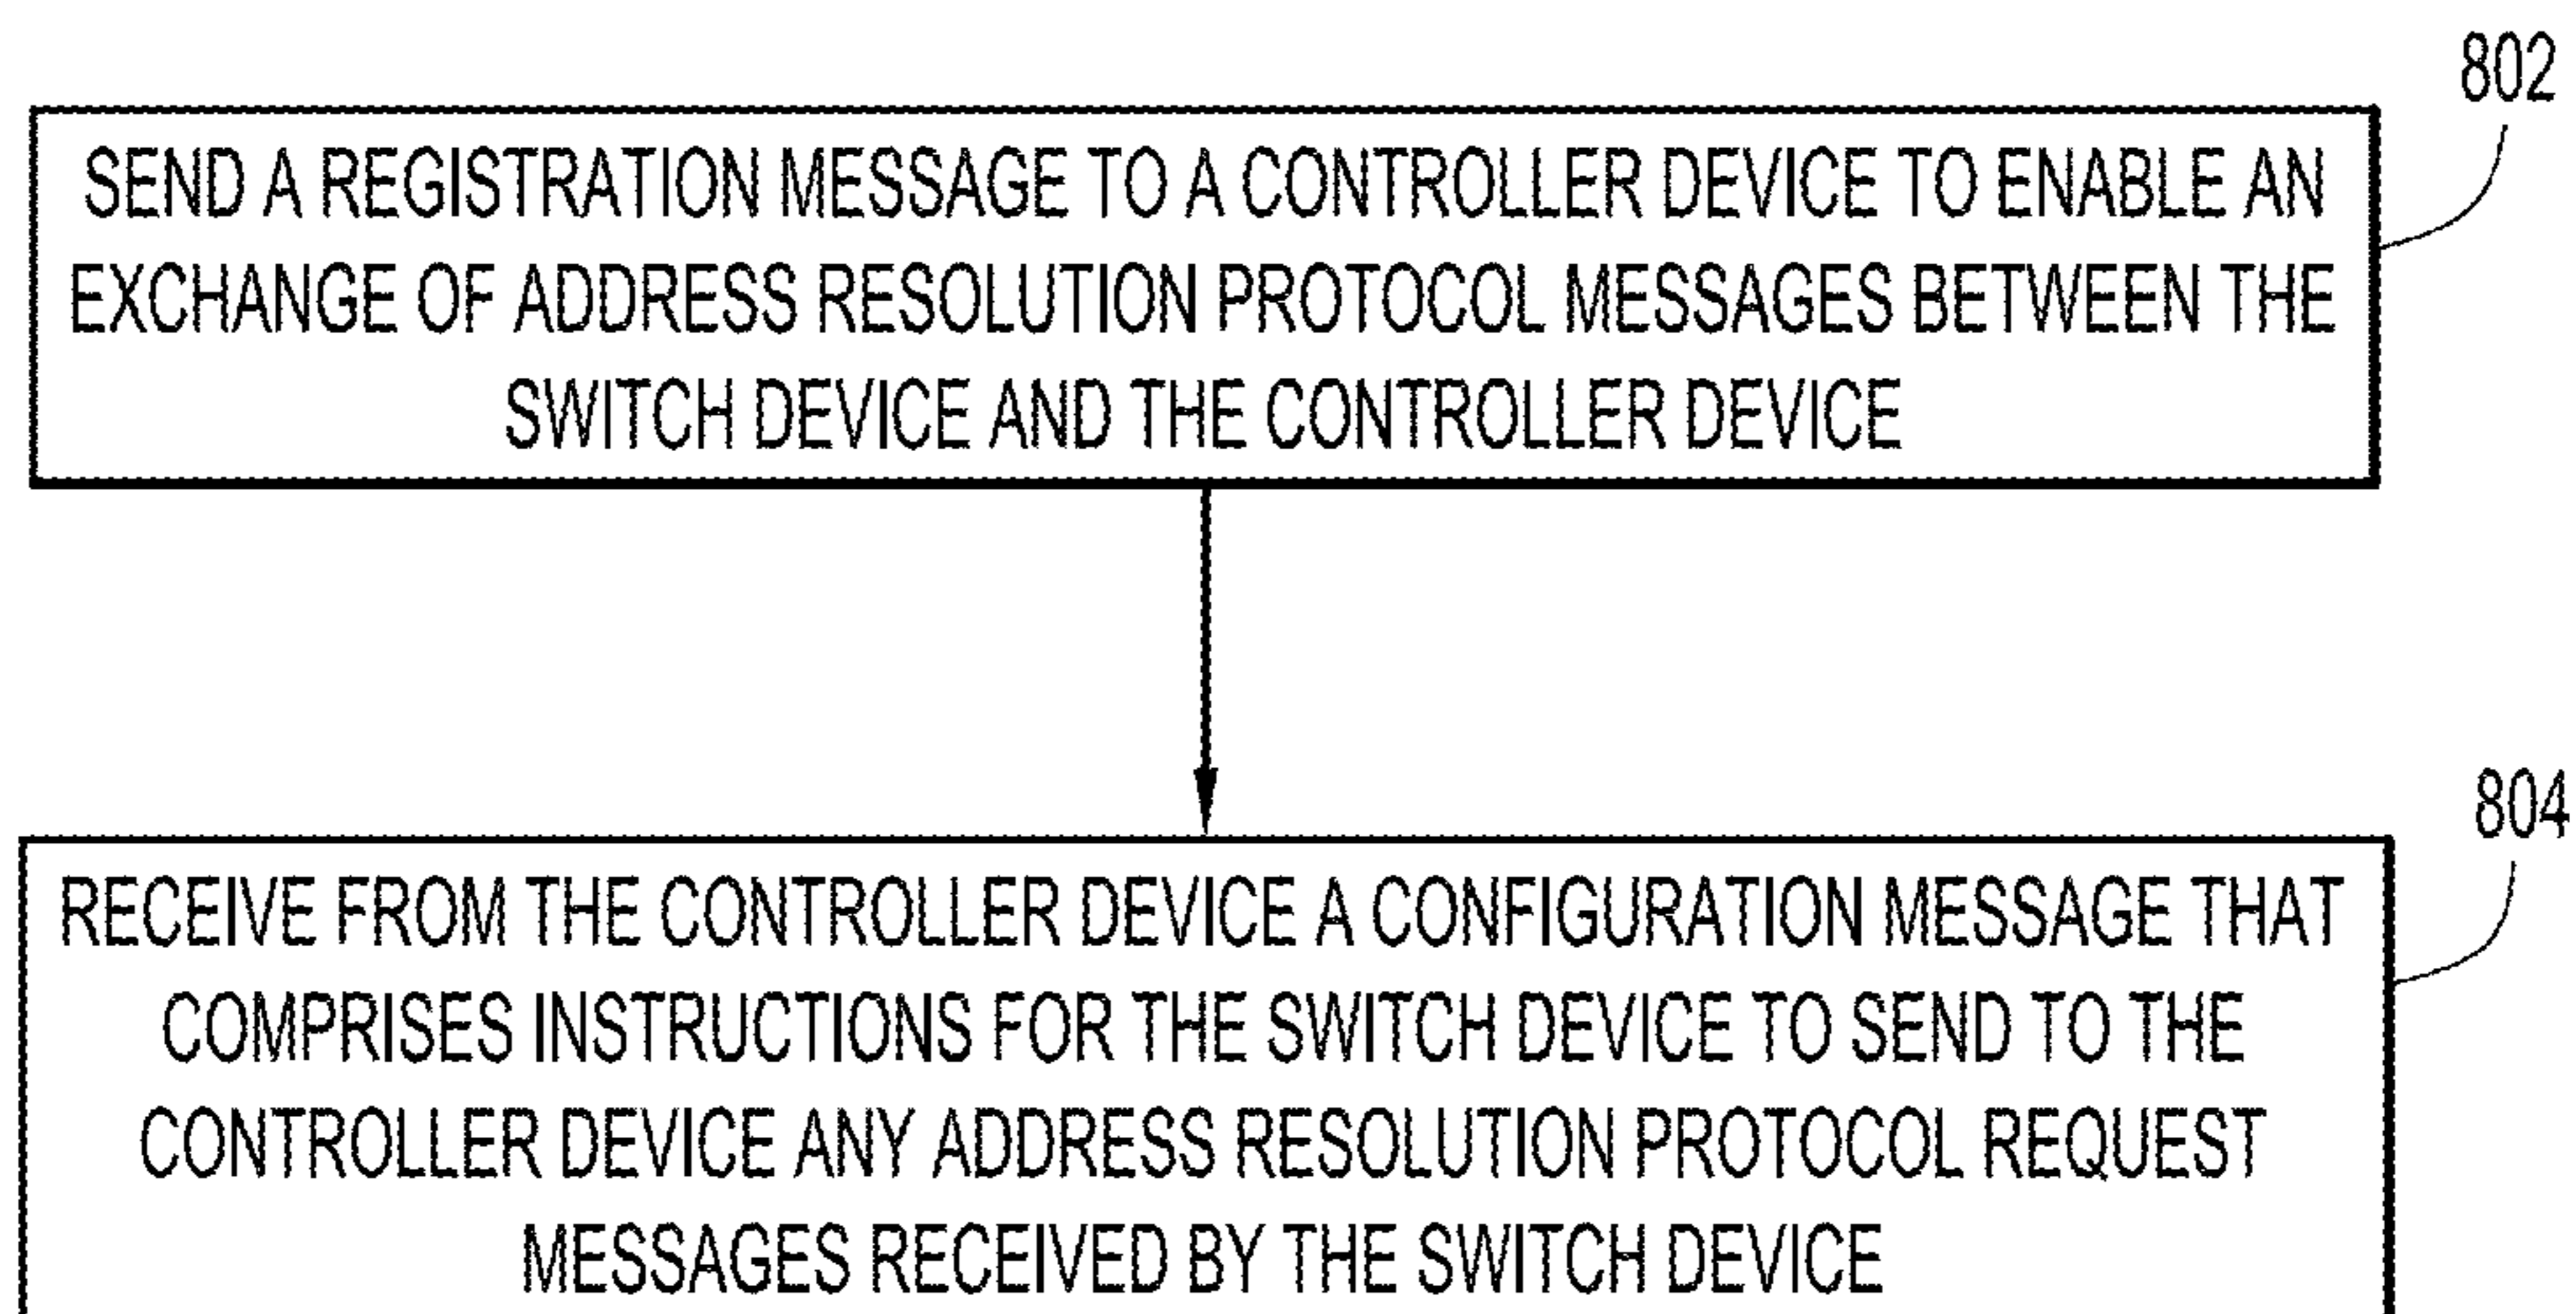 802
SEND A REGISTRATION MESSAGE TO A CONTROLLER DEVICE TO ENABLE AN
EXCHANGE OF ADDRESS RESOLUTION PROTOCOL MESSAGES BETWEEN THE
SWITCH DEVICE AND THE CONTROLLER DEVICE
804
RECEIVE FROM THE CONTROLLER DEVICE A CONFIGURATION MESSAGE THAT
COMPRISES INSTRUCTIONS FOR THE SWITCH DEVICE TO SEND TO THE
CONTROLLER DEVICE ANY ADDRESS RESOLUTION PROTOCOL REQUEST
MESSAGES RECEIVED BY THE SWITCH DEVICE